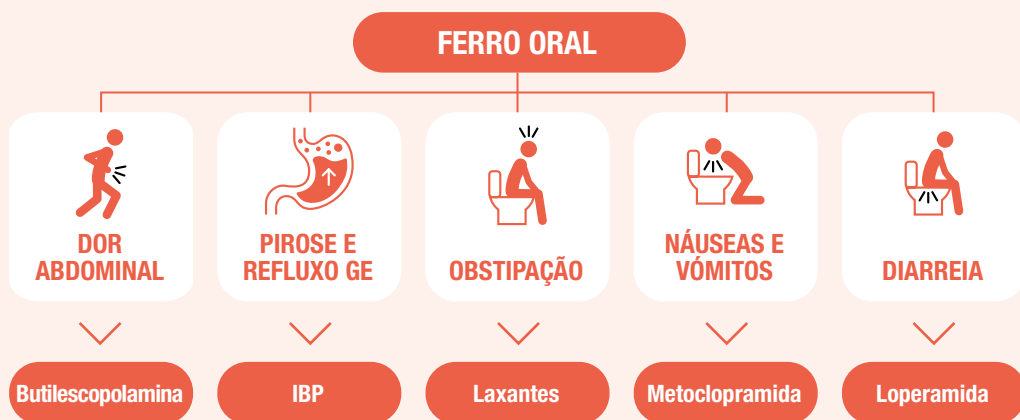 FERRO ORAL
DOR
ABDOMINAL
PIROSE E
REFLUXO GE
OBSTIPAÇÃO
NÁUSEAS E
VÓMITOS
DIARREIA
Butilescopolamina
IBP
Laxantes
Metoclopramida
Loperamida